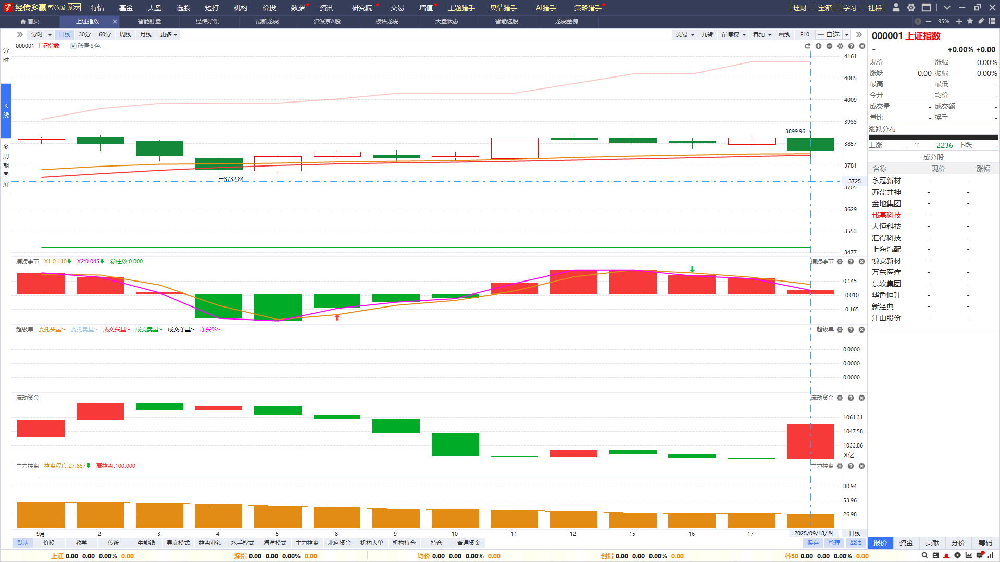 经传多赢 智尊版 演示 行情 基金 大盘 选股 短打 机构 价投 数据 资讯 研究院 交易 增值 主题猎手 舆情猎手 AI猎手 策略猎手 理财 宝箱 学习 社群
首页 上证指数 智能盯盘 经传好课 最新龙虎 沪深京A股 板块龙虎 大盘状态 智能选股 龙虎金榜 95%
分时 日线 30分 60分 周线 月线 更多 交易 九转 前复权 叠加 画线 F10 一 自选
分时
K线
多周期同屏
000001 上证指数 涨停变色
4161
4085
4009
3933
3899.96→
3857
3781
←3732.84
3725
3705
3629
3553
3477
捕捞季节 X1:0.110 X2:0.045 彩柱数:0.000 捕捞季节
0.145
-0.010
-0.165
超级单 委托买量:- 委托卖量:- 成交买量:- 成交卖量:- 成交净量:- 净买%:- 超级单
0.0000
0.0000
0.0000
流动资金 流动资金
1061.31
1047.58
1033.86
X亿
主力控盘 控盘程度:27.857 高控盘:100.000 主力控盘
80.94
53.96
26.98
9月 2 3 4 5 8 9 10 11 12 15 16 17 2025/09/18/四 日线
默认 价投 教学 传统 牛熊线 寻底模式 控盘业绩 水手模式 海洋模式 主力控盘 北向资金 机构大单 机构持仓 持仓 普通资金 保存 管理 战法
000001 上证指数
- +0.00% +0.00
现价 - 涨幅 0.00%
涨跌 0.00 振幅 0.00%
最高 - 最低 -
今开 - 均价 -
成交量 - 成交额 -
量比 - 换手 -
涨跌分布
上涨 - 平 2236 下跌 -
成分股
名称 现价 涨幅
永冠新材 - -
苏盐井神 - -
金地集团 - -
邦基科技 - -
大恒科技 - -
汇得科技 - -
上海汽配 - -
悦安新材 - -
万东医疗 - -
东软集团 - -
华鲁恒升 - -
新经典 - -
江山股份 - -
报价 资金 贡献 分价 筹码
上证 0.00 0.00 0.00% 0.00 深指 0.00 0.00 0.00% 0.00 均价 0.00 0.00 0.00% 0.00 创指 0.00 0.00 0.00% 0.00 科50 0.00 0.00 0.00% 0.00